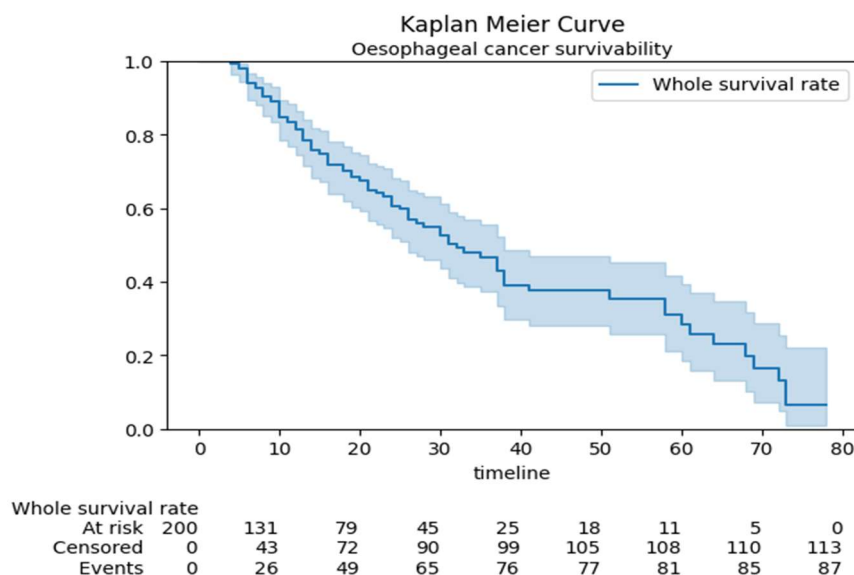 Kaplan Meier Curve
Oesophageal cancer survivability
Whole survival rate
1.0
0.8
0.6
0.4
0.2
0.0
0 10 20 30 40 50 60 70 80
timeline
Whole survival rate
At risk 200 131 79 45 25 18 11 5 0
Censored 0 43 72 90 99 105 108 110 113
Events 0 26 49 65 76 77 81 85 87